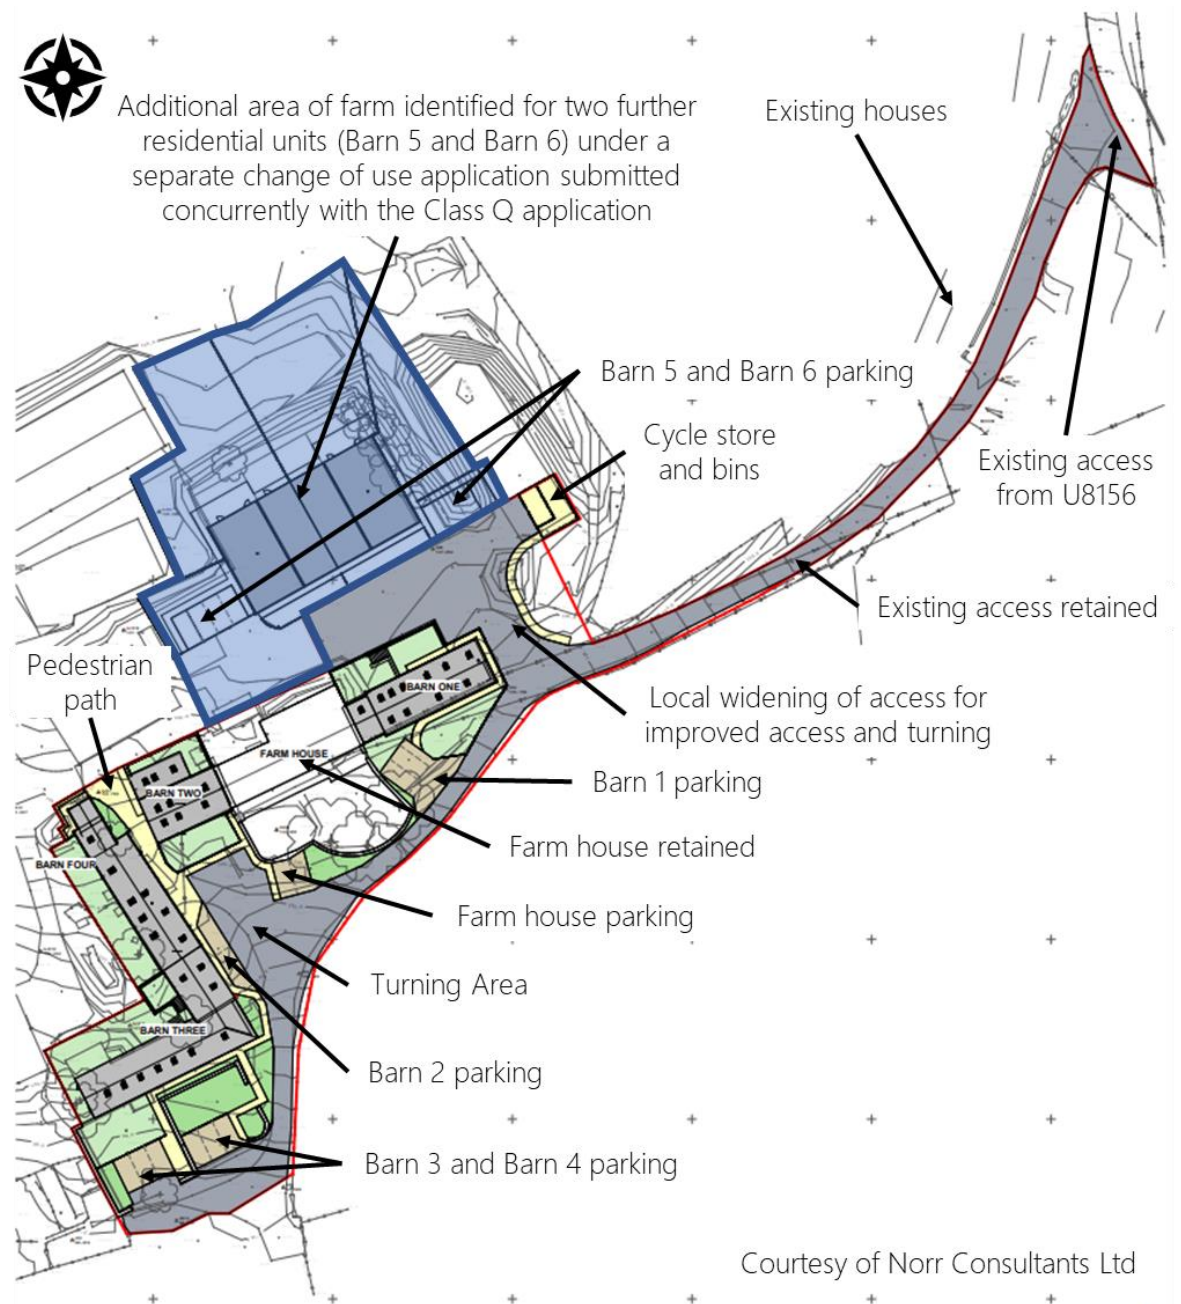 Additional area of farm identified for two further
residential units (Barn 5 and Barn 6) under a
separate change of use application submitted
concurrently with the Class Q application
Existing houses
Barn 5 and Barn 6 parking
Cycle store
and bins
Existing access
from U8156
Existing access retained
Pedestrian
path
BARN ONE
Local widening of access for
improved access and turning
FARM HOUSE
Barn 1 parking
BARN TWO
Farm house retained
BARN FOUR
Farm house parking
Turning Area
BARN THREE
Barn 2 parking
Barn 3 and Barn 4 parking
Courtesy of Norr Consultants Ltd